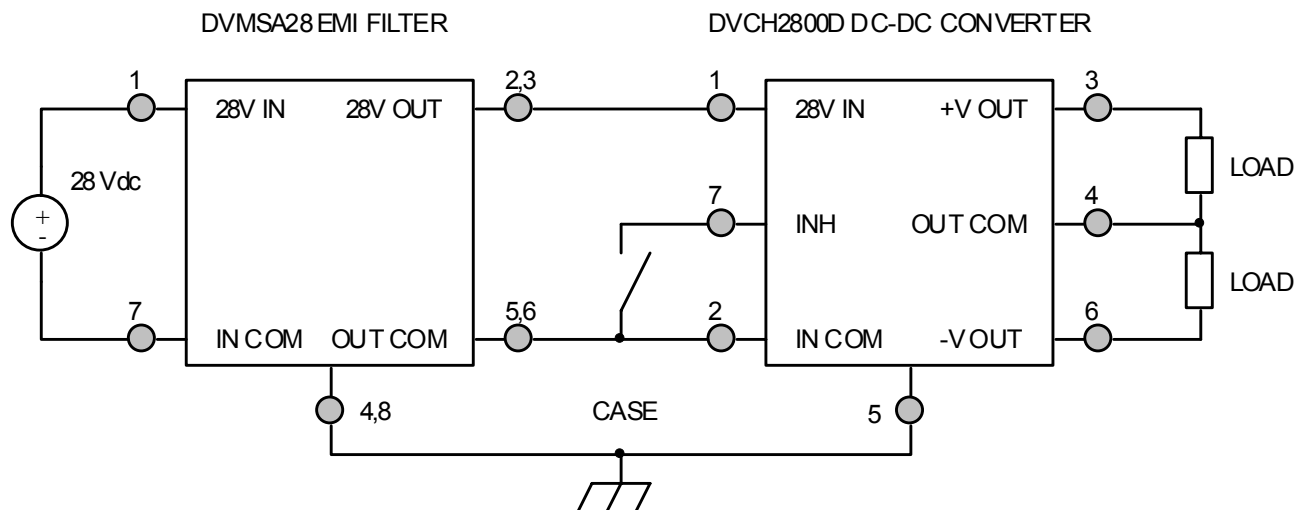 DVMSA28 EMI FILTER
DVCH2800D DC-DC CONVERTER
1
2,3
1
3
28V IN
28V OUT
28V IN
+V OUT
LOAD
28 Vdc
+
-
7
INH
4
OUT COM
LOAD
7
5,6
2
6
IN COM
OUT COM
IN COM
-V OUT
4,8
CASE
5